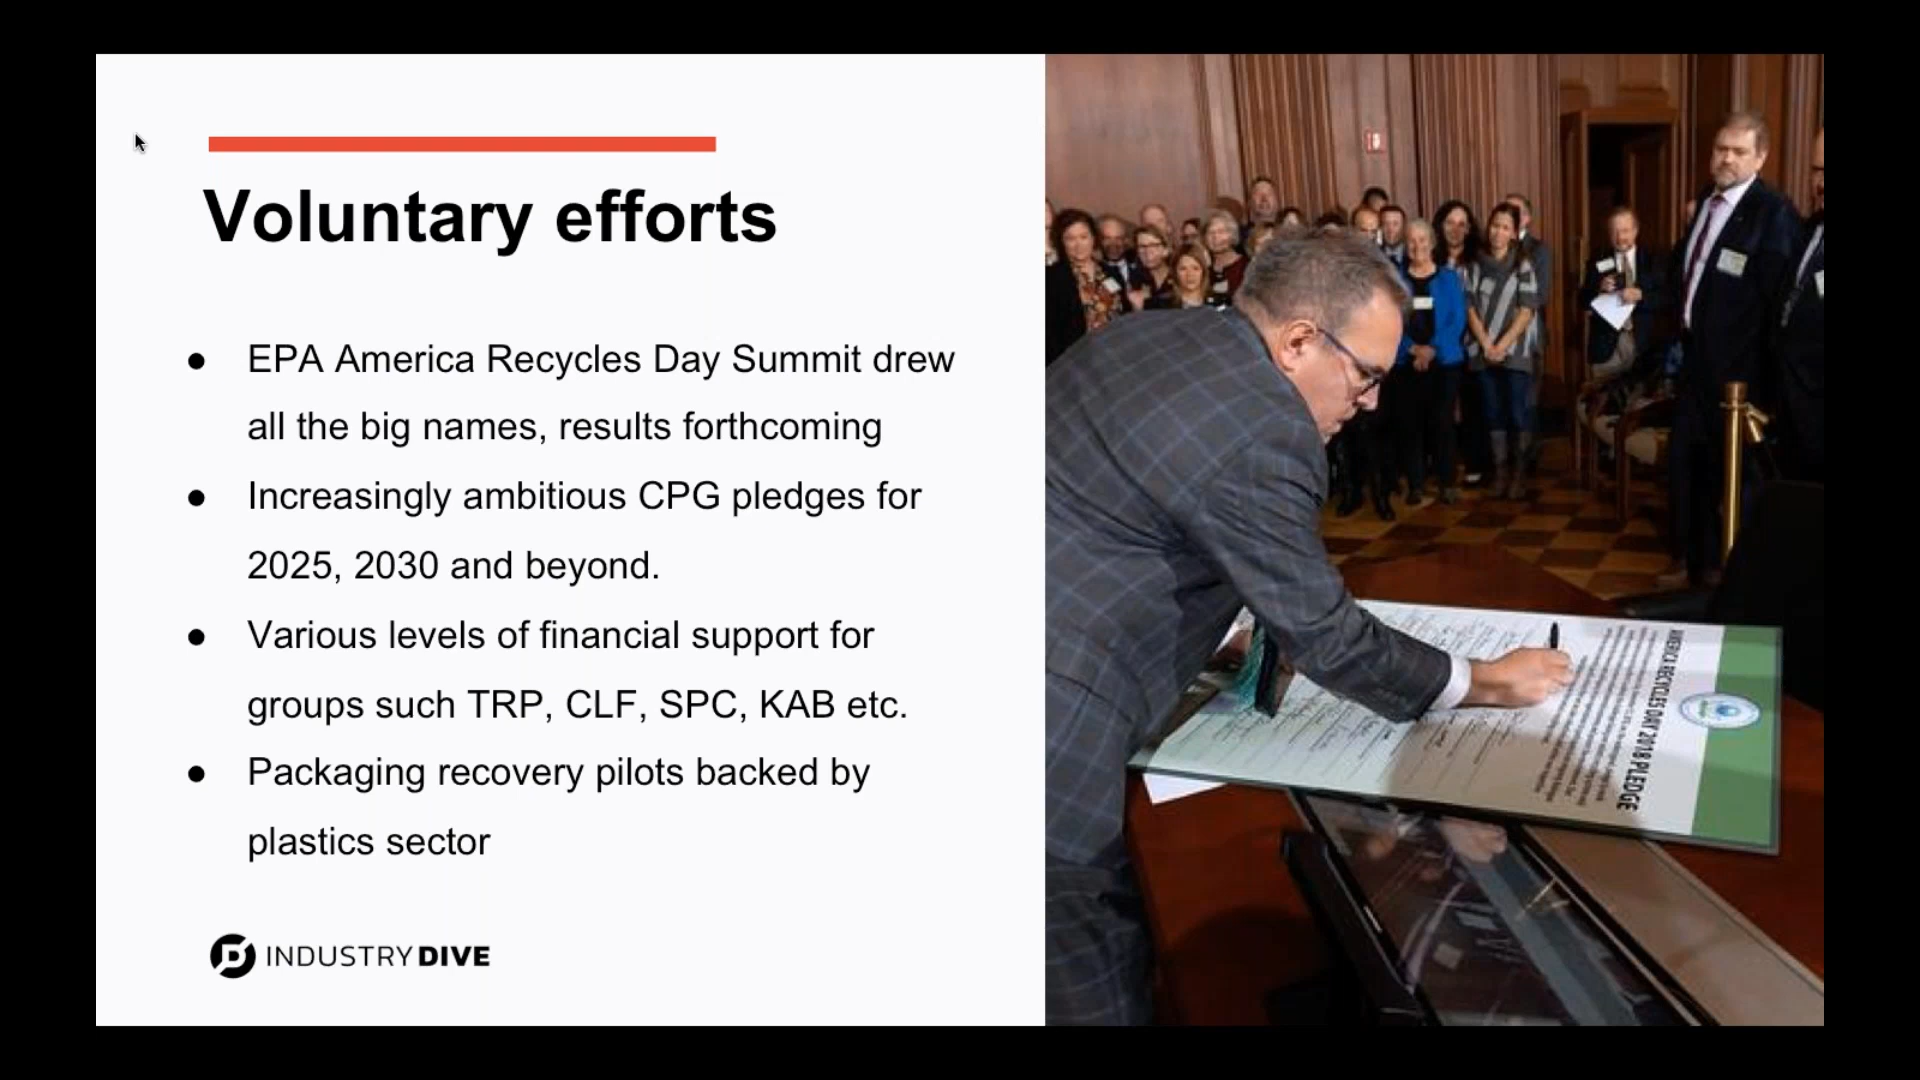 Voluntary efforts
● EPA America Recycles Day Summit drew
all the big names, results forthcoming
● Increasingly ambitious CPG pledges for
2025, 2030 and beyond.
● Various levels of financial support for
groups such TRP, CLF, SPC, KAB etc.
● Packaging recovery pilots backed by
plastics sector
INDUSTRY DIVE
AMERICA RECYCLES DAY 2018 PLEDGE